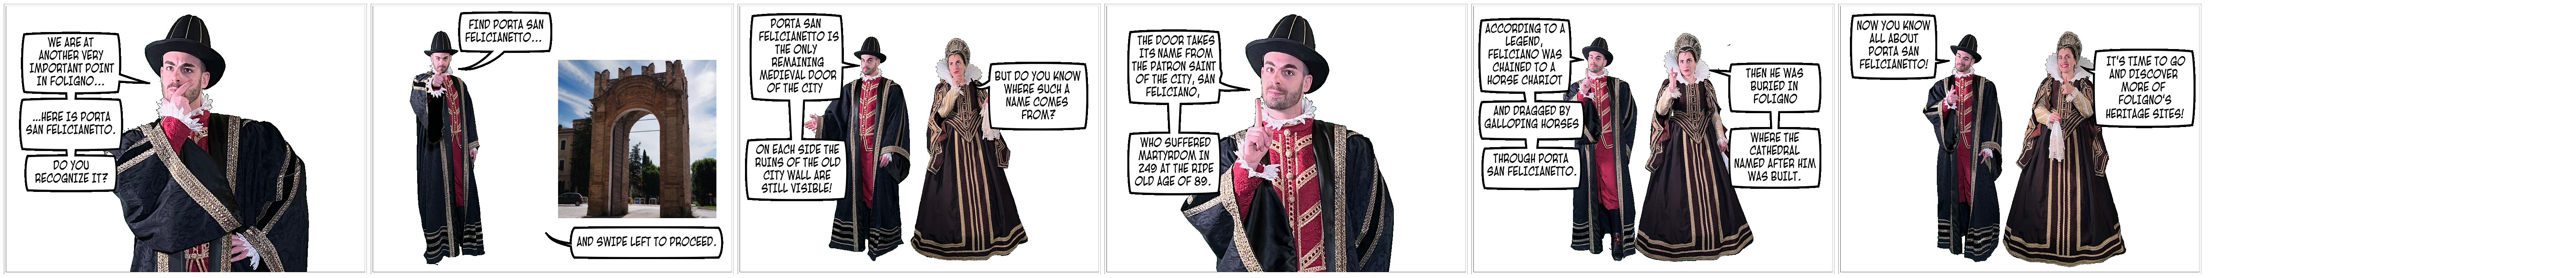 WE ARE AT
ANOTHER VERY
IMPORTANT POINT
IN FOLIGNO...
...HERE IS PORTA
SAN FELICIANETTO.
DO YOU
RECOGNIZE IT?
FIND PORTA SAN
FELICIANETTO...
AND SWIPE LEFT TO PROCEED.
PORTA SAN
FELICIANETTO IS
THE ONLY
REMAINING
MEDIEVAL DOOR
OF THE CITY
ON EACH SIDE THE
RUINS OF THE OLD
CITY WALL ARE
STILL VISIBLE!
BUT DO YOU KNOW
WHERE SUCH A
NAME COMES
FROM?
THE DOOR TAKES
ITS NAME FROM
THE PATRON SAINT
OF THE CITY, SAN
FELICIANO,
WHO SUFFERED
MARTYRDOM IN
249 AT THE RIPE
OLD AGE OF 89.
ACCORDING TO A
LEGEND,
FELICIANO WAS
CHAINED TO A
HORSE CHARIOT
AND DRAGGED BY
GALLOPING HORSES
THROUGH PORTA
SAN FELICIANETTO.
THEN HE WAS
BURIED IN
FOLIGNO
WHERE THE
CATHEDRAL
NAMED AFTER HIM
WAS BUILT.
NOW YOU KNOW
ALL ABOUT
PORTA SAN
FELICIANETTO!
IT'S TIME TO GO
AND DISCOVER
MORE OF
FOLIGNO'S
HERITAGE SITES!